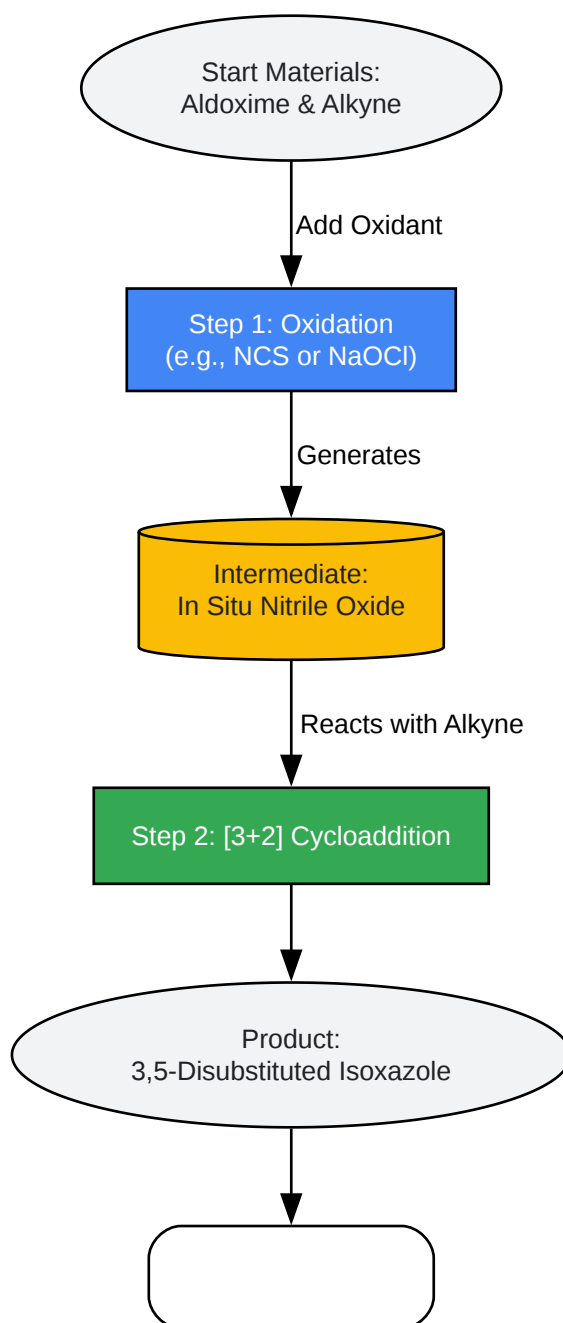 Start Materials:
Aldoxime & Alkyne
Add Oxidant
Step 1: Oxidation
(e.g., NCS or NaOCl)
Generates
Intermediate:
In Situ Nitrile Oxide
Reacts with Alkyne
Step 2: [3+2] Cycloaddition
Product:
3,5-Disubstituted Isoxazole